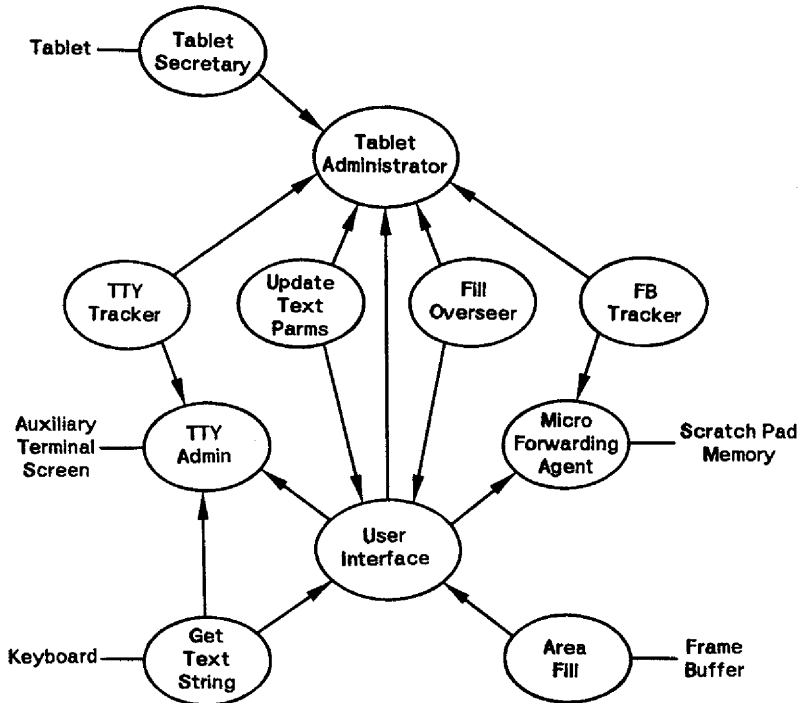 Tablet
Tablet
Secretary
Tablet
Administrator
TTY
Tracker
Update
Text
Parms
Fill
Overseer
FB
Tracker
Auxiliary
Terminal
Screen
TTY
Admin
Micro
Forwarding
Agent
Scratch Pad
Memory
User
Interface
Keyboard
Get
Text
String
Area
Fill
Frame
Buffer